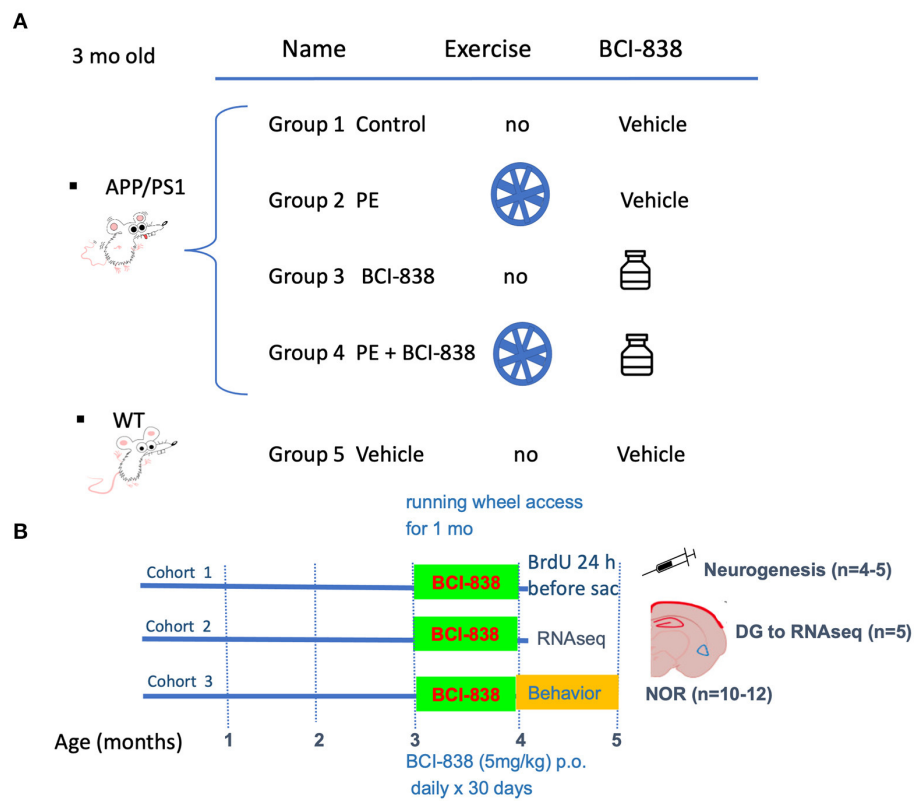 A
3 mo old Name Exercise BCI-838
Group 1 Control no Vehicle
APP/PS1
Group 2 PE Vehicle
Group 3 BCI-838 no
Group 4 PE + BCI-838
WT
Group 5 Vehicle no Vehicle
running wheel access
for 1 mo
B
Cohort 1 BCI-838 BrdU 24 h
before sac
Neurogenesis (n=4-5)
Cohort 2 BCI-838 RNAseq
DG to RNAseq (n=5)
Cohort 3 BCI-838 Behavior
NOR (n=10-12)
Age (months) 1 2 3 4 5
BCI-838 (5mg/kg) p.o.
daily x 30 days